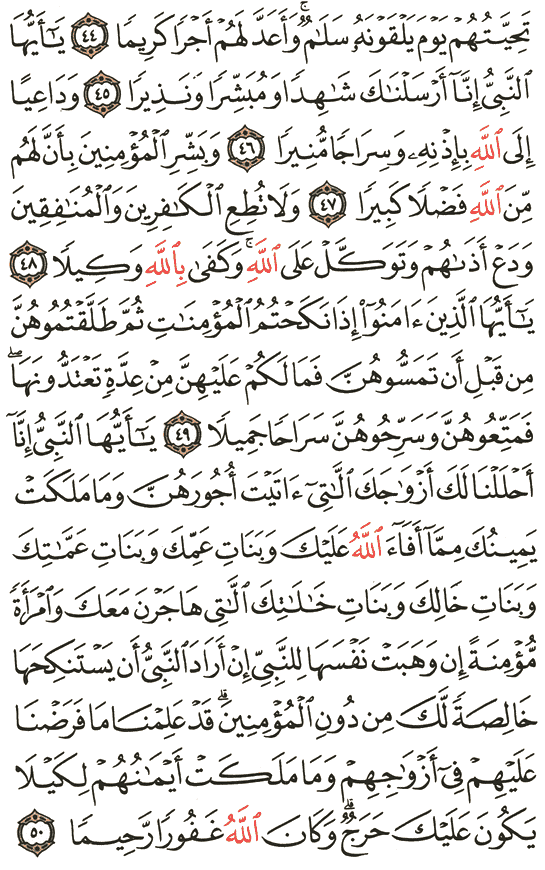 تَحِيَّتُهُمْ يَوْمَ يَلْقَوْنَهُۥ سَلَٰمٌۭ ۚ وَأَعَدَّ لَهُمْ أَجْرًۭا كَرِيمًۭا ٤٤ يَٰٓأَيُّهَا
ٱلنَّبِىُّ إِنَّآ أَرْسَلْنَٰكَ شَٰهِدًۭا وَمُبَشِّرًۭا وَنَذِيرًۭا ٤٥ وَدَاعِيًا
إِلَى ٱللَّهِ بِإِذْنِهِۦ وَسِرَاجًۭا مُّنِيرًۭا ٤٦ وَبَشِّرِ ٱلْمُؤْمِنِينَ بِأَنَّ لَهُم
مِّنَ ٱللَّهِ فَضْلًۭا كَبِيرًۭا ٤٧ وَلَا تُطِعِ ٱلْكَٰفِرِينَ وَٱلْمُنَٰفِقِينَ
وَدَعْ أَذَىٰهُمْ وَتَوَكَّلْ عَلَى ٱللَّهِ ۚ وَكَفَىٰ بِٱللَّهِ وَكِيلًۭا ٤٨
يَٰٓأَيُّهَا ٱلَّذِينَ ءَامَنُوٓا۟ إِذَا نَكَحْتُمُ ٱلْمُؤْمِنَٰتِ ثُمَّ طَلَّقْتُمُوهُنَّ
مِن قَبْلِ أَن تَمَسُّوهُنَّ فَمَا لَكُمْ عَلَيْهِنَّ مِنْ عِدَّةٍۢ تَعْتَدُّونَهَا ۖ
فَمَتِّعُوهُنَّ وَسَرِّحُوهُنَّ سَرَاحًۭا جَمِيلًۭا ٤٩ يَٰٓأَيُّهَا ٱلنَّبِىُّ إِنَّآ
أَحْلَلْنَا لَكَ أَزْوَٰجَكَ ٱلَّٰتِىٓ ءَاتَيْتَ أُجُورَهُنَّ وَمَا مَلَكَتْ
يَمِينُكَ مِمَّآ أَفَآءَ ٱللَّهُ عَلَيْكَ وَبَنَاتِ عَمِّكَ وَبَنَاتِ عَمَّٰتِكَ
وَبَنَاتِ خَالِكَ وَبَنَاتِ خَٰلَٰتِكَ ٱلَّٰتِى هَاجَرْنَ مَعَكَ وَٱمْرَأَةًۭ
مُّؤْمِنَةً إِن وَهَبَتْ نَفْسَهَا لِلنَّبِىِّ إِنْ أَرَادَ ٱلنَّبِىُّ أَن يَسْتَنكِحَهَا
خَالِصَةًۭ لَّكَ مِن دُونِ ٱلْمُؤْمِنِينَ ۗ قَدْ عَلِمْنَا مَا فَرَضْنَا
عَلَيْهِمْ فِىٓ أَزْوَٰجِهِمْ وَمَا مَلَكَتْ أَيْمَٰنُهُمْ لِكَيْلَا
يَكُونَ عَلَيْكَ حَرَجٌۭ ۗ وَكَانَ ٱللَّهُ غَفُورًۭا رَّحِيمًۭا ٥٠